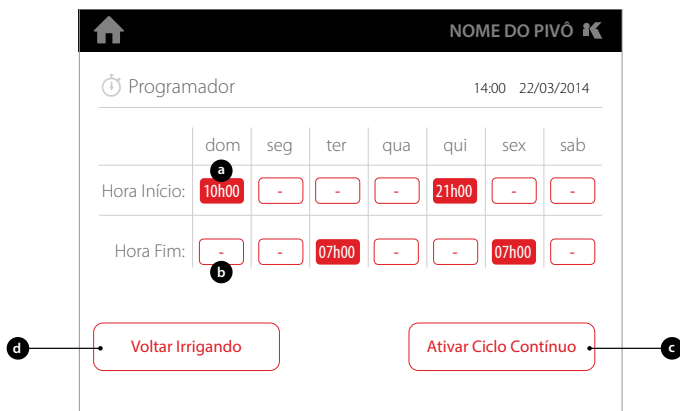 NOME DO PIVÔ
Programador 14:00 22/03/2014
dom seg ter qua qui sex sab
a
Hora Início: 10h00 - - - 21h00 - -
Hora Fim: - - 07h00 - - 07h00 -
b
d Voltar Irrigando Ativar Ciclo Contínuo c